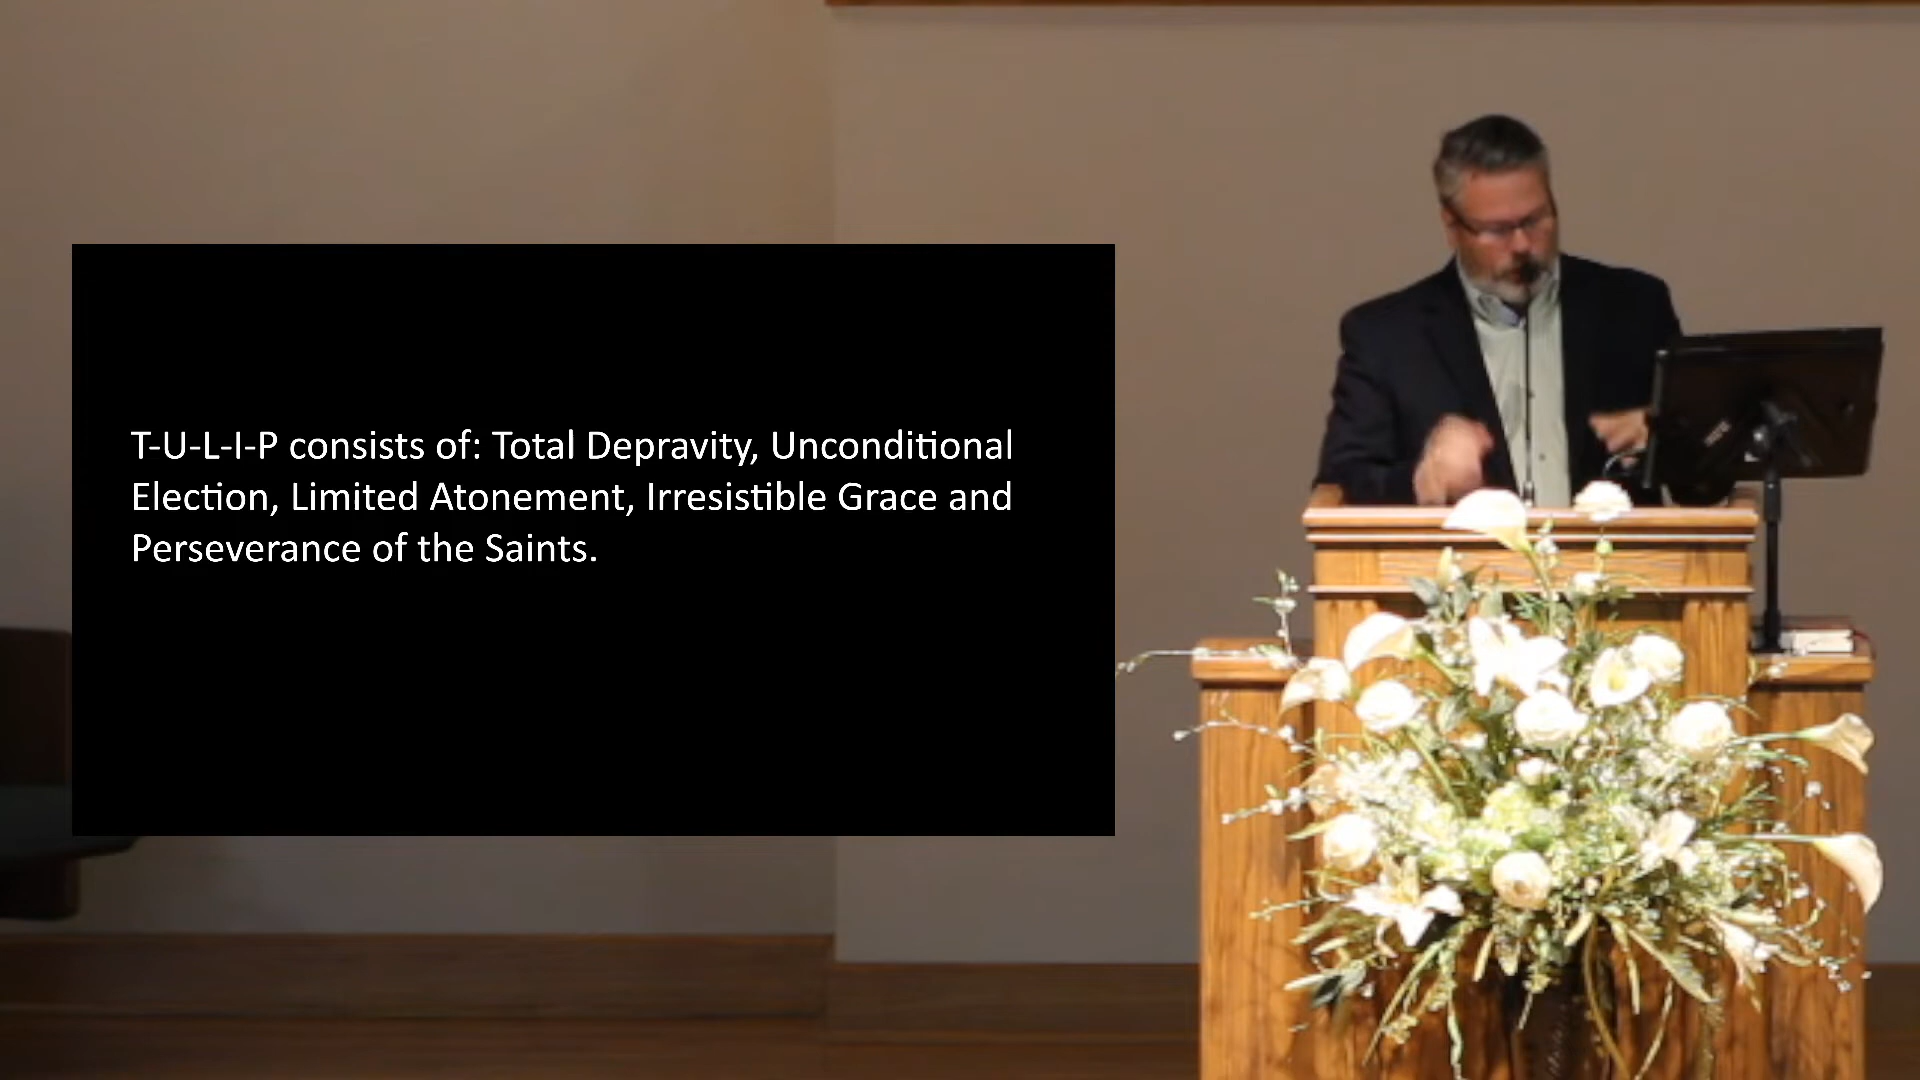 T-U-L-I-P consists of: Total Depravity, Unconditional
Election, Limited Atonement, Irresistible Grace and
Perseverance of the Saints.